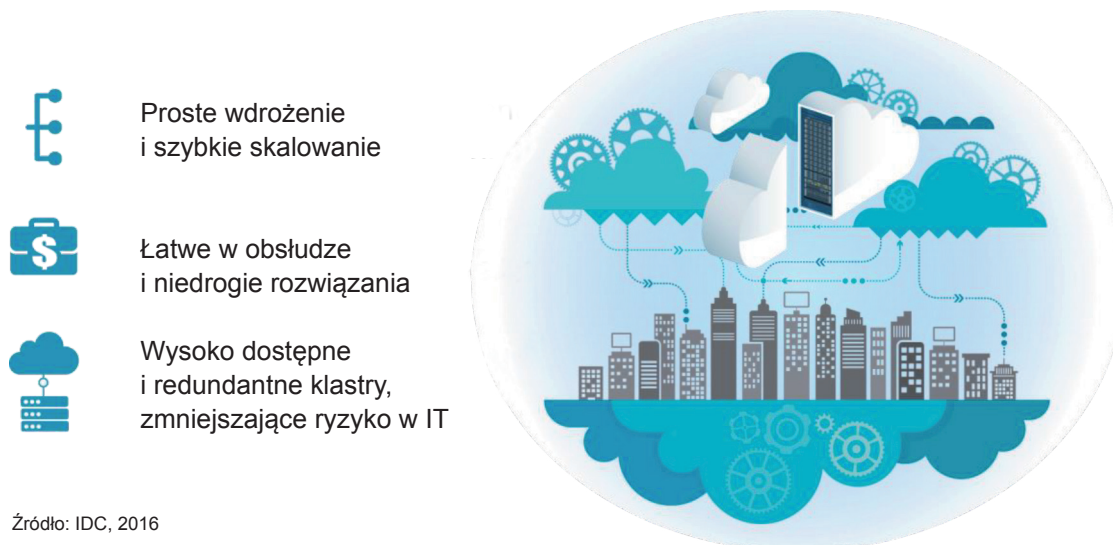 Proste wdrożenie
i szybkie skalowanie
$
Łatwe w obsłudze
i niedrogie rozwiązania
Wysoko dostępne
i redundantne klastry,
zmniejszające ryzyko w IT
Źródło: IDC, 2016